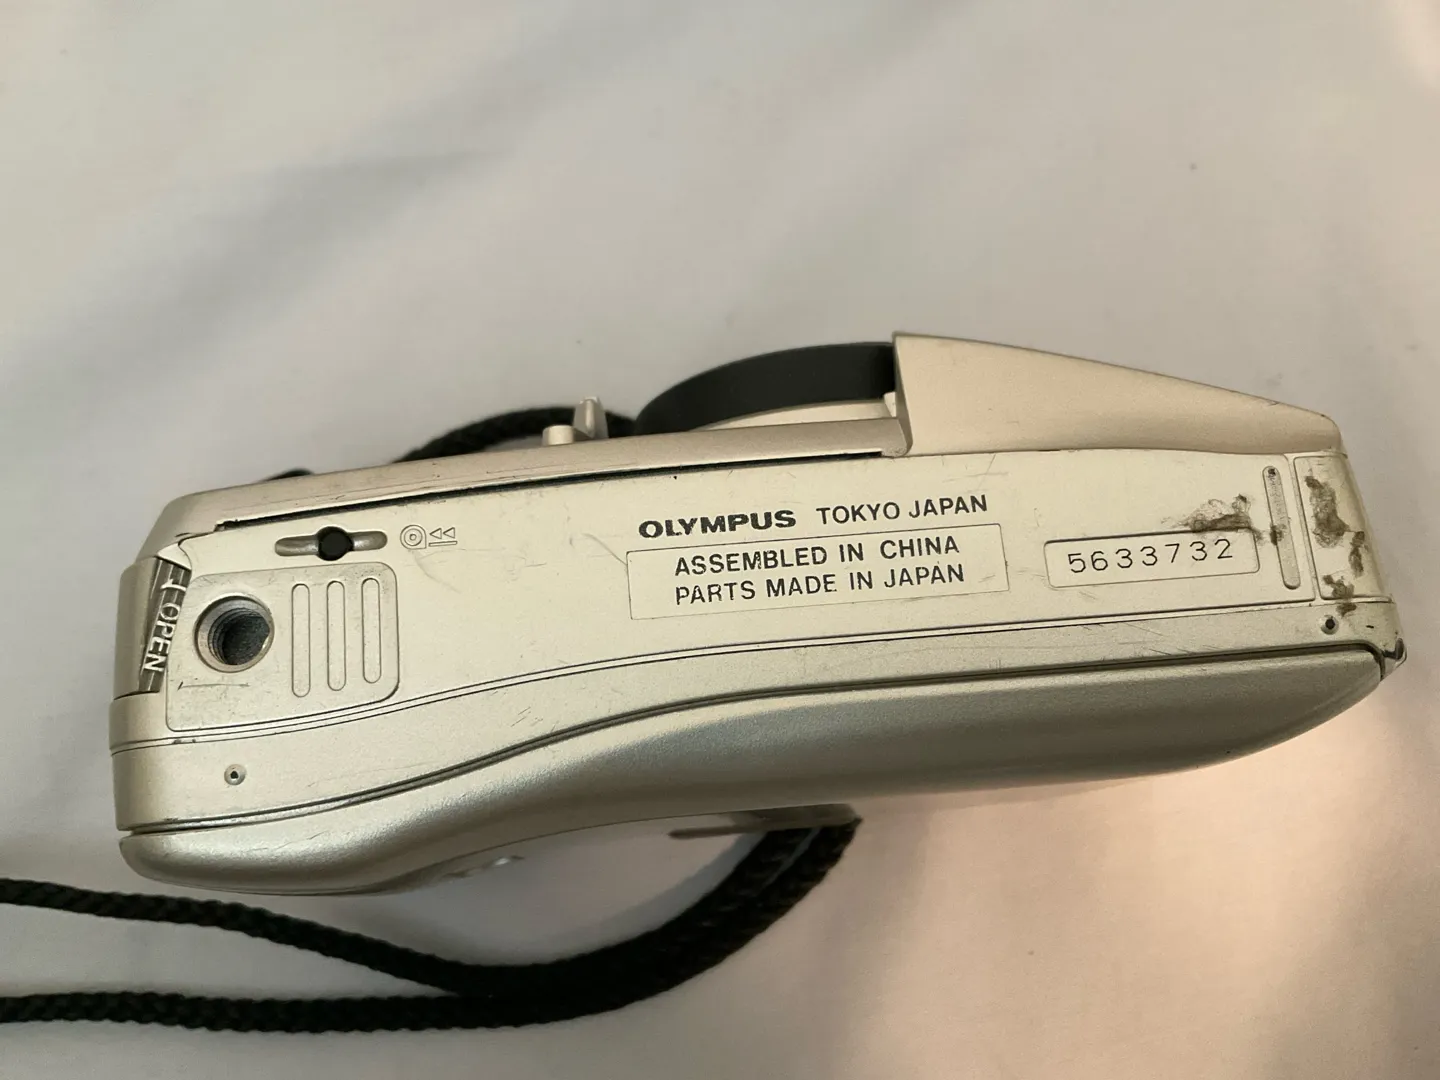 OLYMPUS TOKYO JAPAN
ASSEMBLED IN CHINA
PARTS MADE IN JAPAN
5633732
OPEN